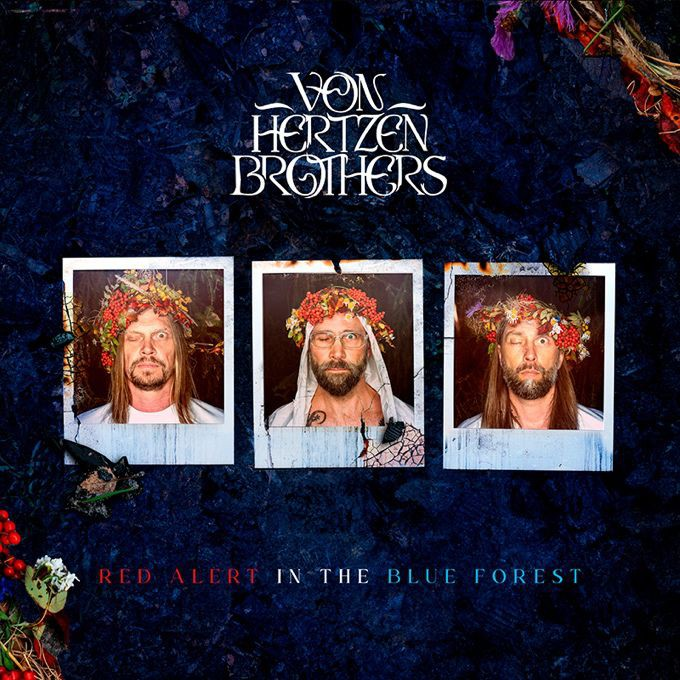 VON
HERTZEN
BROTHERS
RED ALERT IN THE BLUE FOREST